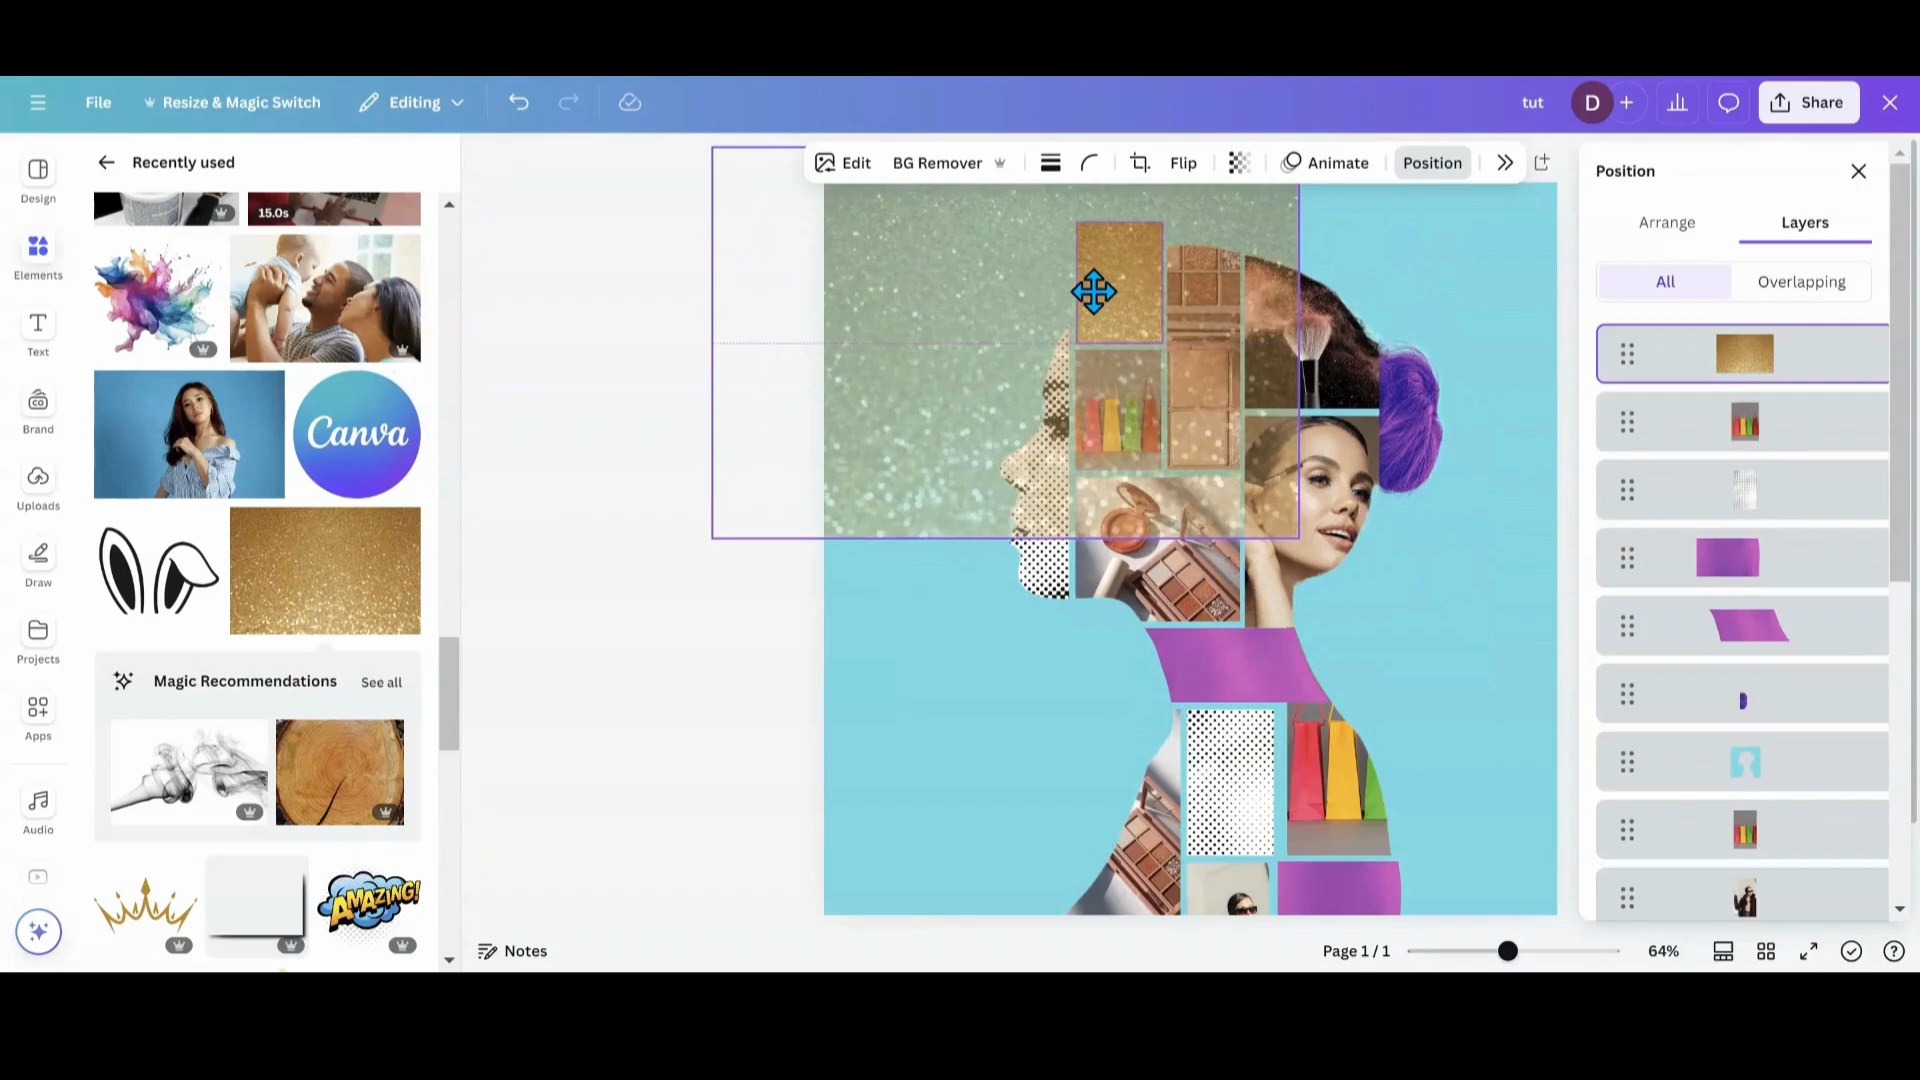 File
Resize & Magic Switch
Editing
tut
D
Share
Design
Elements
Text
Brand
Uploads
Draw
Projects
Apps
Audio
Recently used
15.0s
Canva
Magic Recommendations
See all
AMAZING!
Edit
BG Remover
Flip
Animate
Position
Position
Arrange
Layers
All
Overlapping
Notes
Page 1 / 1
64%